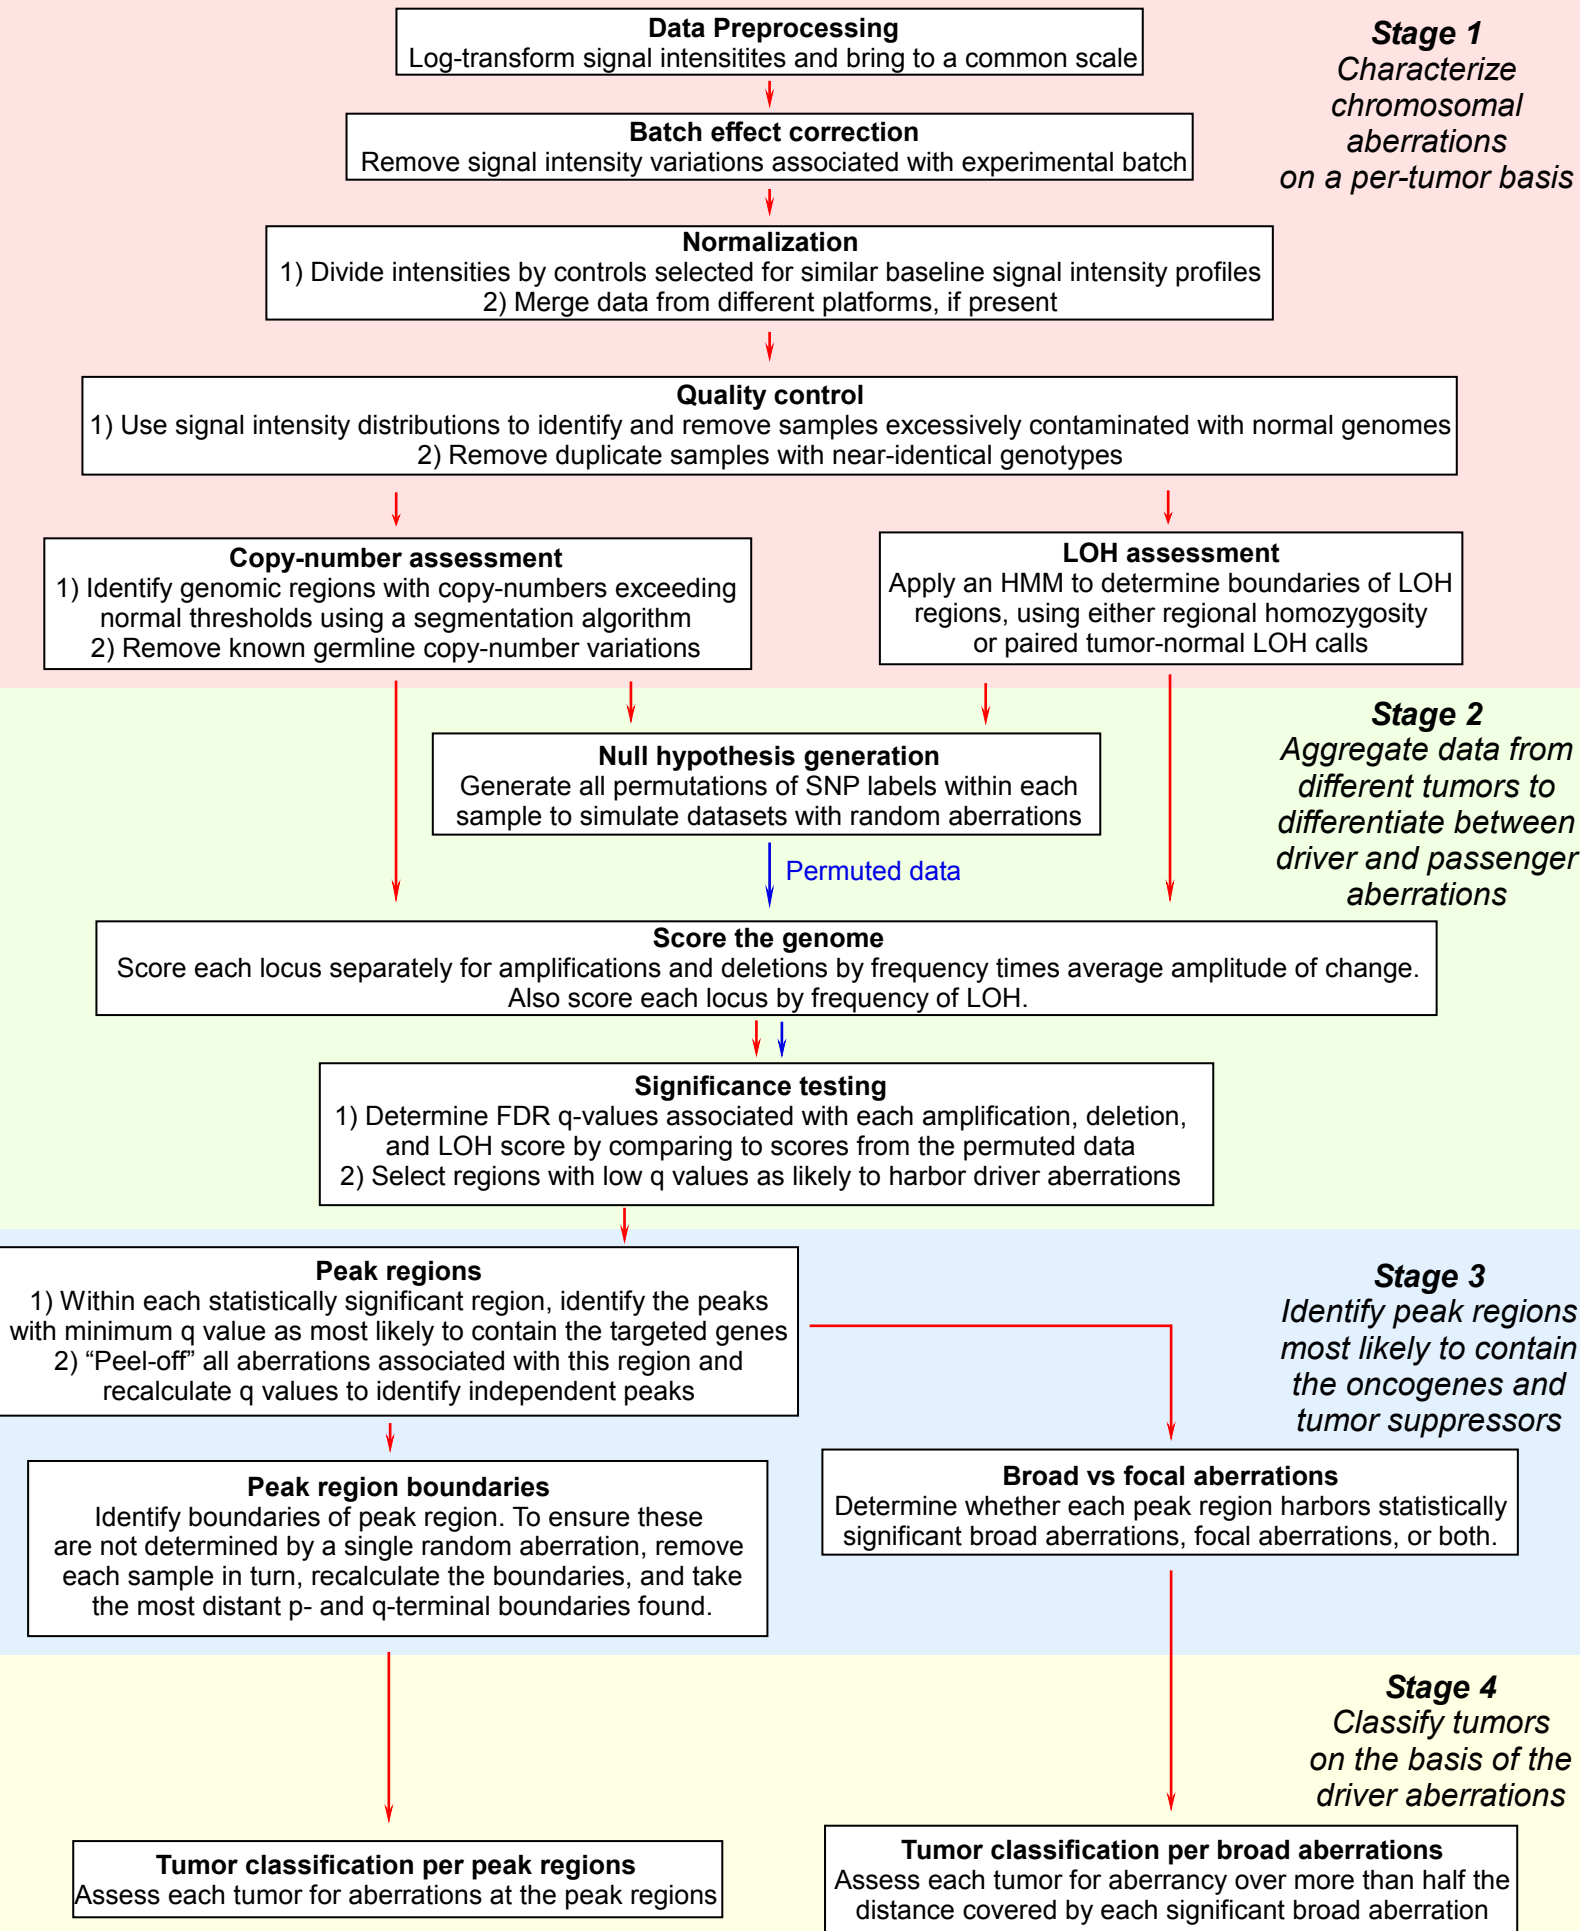 Data Preprocessing
Log-transform signal intensitites and bring to a common scale
Stage 1
Characterize
chromosomal
aberrations
on a per-tumor basis
Batch effect correction
Remove signal intensity variations associated with experimental batch
Normalization
1) Divide intensities by controls selected for similar baseline signal intensity profiles
2) Merge data from different platforms, if present
Quality control
1) Use signal intensity distributions to identify and remove samples excessively contaminated with normal genomes
2) Remove duplicate samples with near-identical genotypes
Copy-number assessment
1) Identify genomic regions with copy-numbers exceeding
normal thresholds using a segmentation algorithm
2) Remove known germline copy-number variations
LOH assessment
Apply an HMM to determine boundaries of LOH
regions, using either regional homozygosity
or paired tumor-normal LOH calls
Stage 2
Aggregate data from
different tumors to
differentiate between
driver and passenger
aberrations
Null hypothesis generation
Generate all permutations of SNP labels within each
sample to simulate datasets with random aberrations
Permuted data
Score the genome
Score each locus separately for amplifications and deletions by frequency times average amplitude of change.
Also score each locus by frequency of LOH.
Significance testing
1) Determine FDR q-values associated with each amplification, deletion,
and LOH score by comparing to scores from the permuted data
2) Select regions with low q values as likely to harbor driver aberrations
Peak regions
1) Within each statistically significant region, identify the peaks
with minimum q value as most likely to contain the targeted genes
2) “Peel-off” all aberrations associated with this region and
recalculate q values to identify independent peaks
Stage 3
Identify peak regions
most likely to contain
the oncogenes and
tumor suppressors
Peak region boundaries
Identify boundaries of peak region. To ensure these
are not determined by a single random aberration, remove
each sample in turn, recalculate the boundaries, and take
the most distant p- and q-terminal boundaries found.
Broad vs focal aberrations
Determine whether each peak region harbors statistically
significant broad aberrations, focal aberrations, or both.
Stage 4
Classify tumors
on the basis of the
driver aberrations
Tumor classification per peak regions
Assess each tumor for aberrations at the peak regions
Tumor classification per broad aberrations
Assess each tumor for aberrancy over more than half the
distance covered by each significant broad aberration